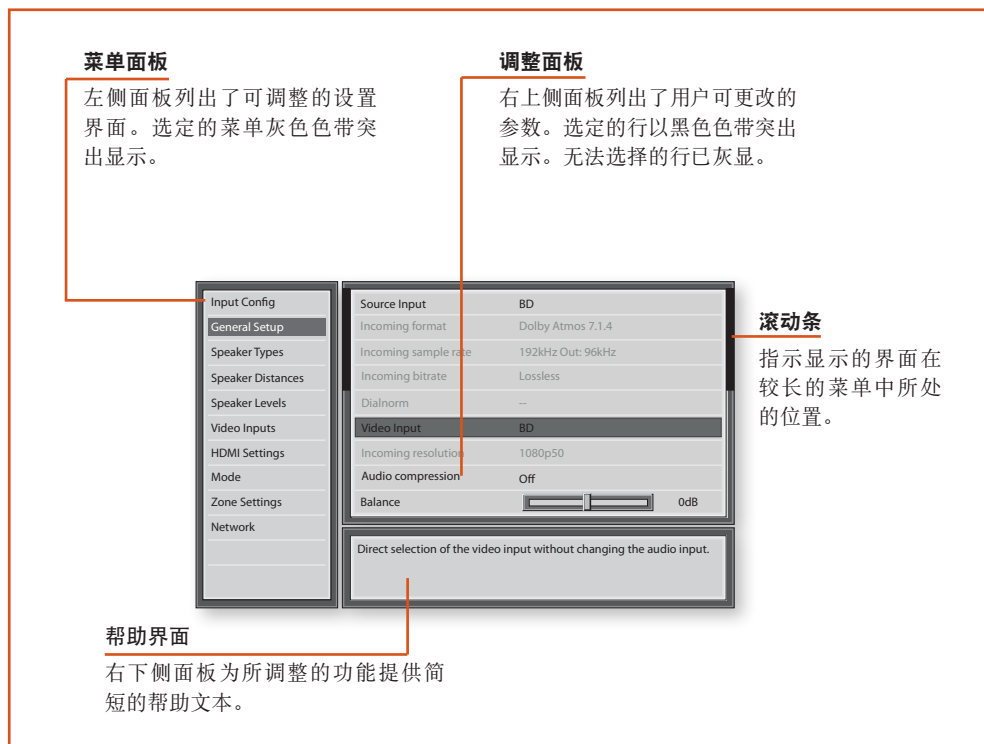 菜单面板
左侧面板列出了可调整的设置
界面。选定的菜单灰色色带突
出显示。
调整面板
右上侧面板列出了用户可更改的
参数。选定的行以黑色色带突出
显示。无法选择的行已灰显。
Input Config
General Setup
Speaker Types
Speaker Distances
Speaker Levels
Video Inputs
HDMI Settings
Mode
Zone Settings
Network
Source Input BD
Incoming format Dolby Atmos 7.1.4
Incoming sample rate 192kHz Out: 96kHz
Incoming bitrate Lossless
Dialnorm --
Video Input BD
Incoming resolution 1080p50
Audio compression Off
Balance 0dB
Direct selection of the video input without changing the audio input.
滚动条
指示显示的界面在
较长的菜单中所处
的位置。
帮助界面
右下侧面板为所调整的功能提供简
短的帮助文本。